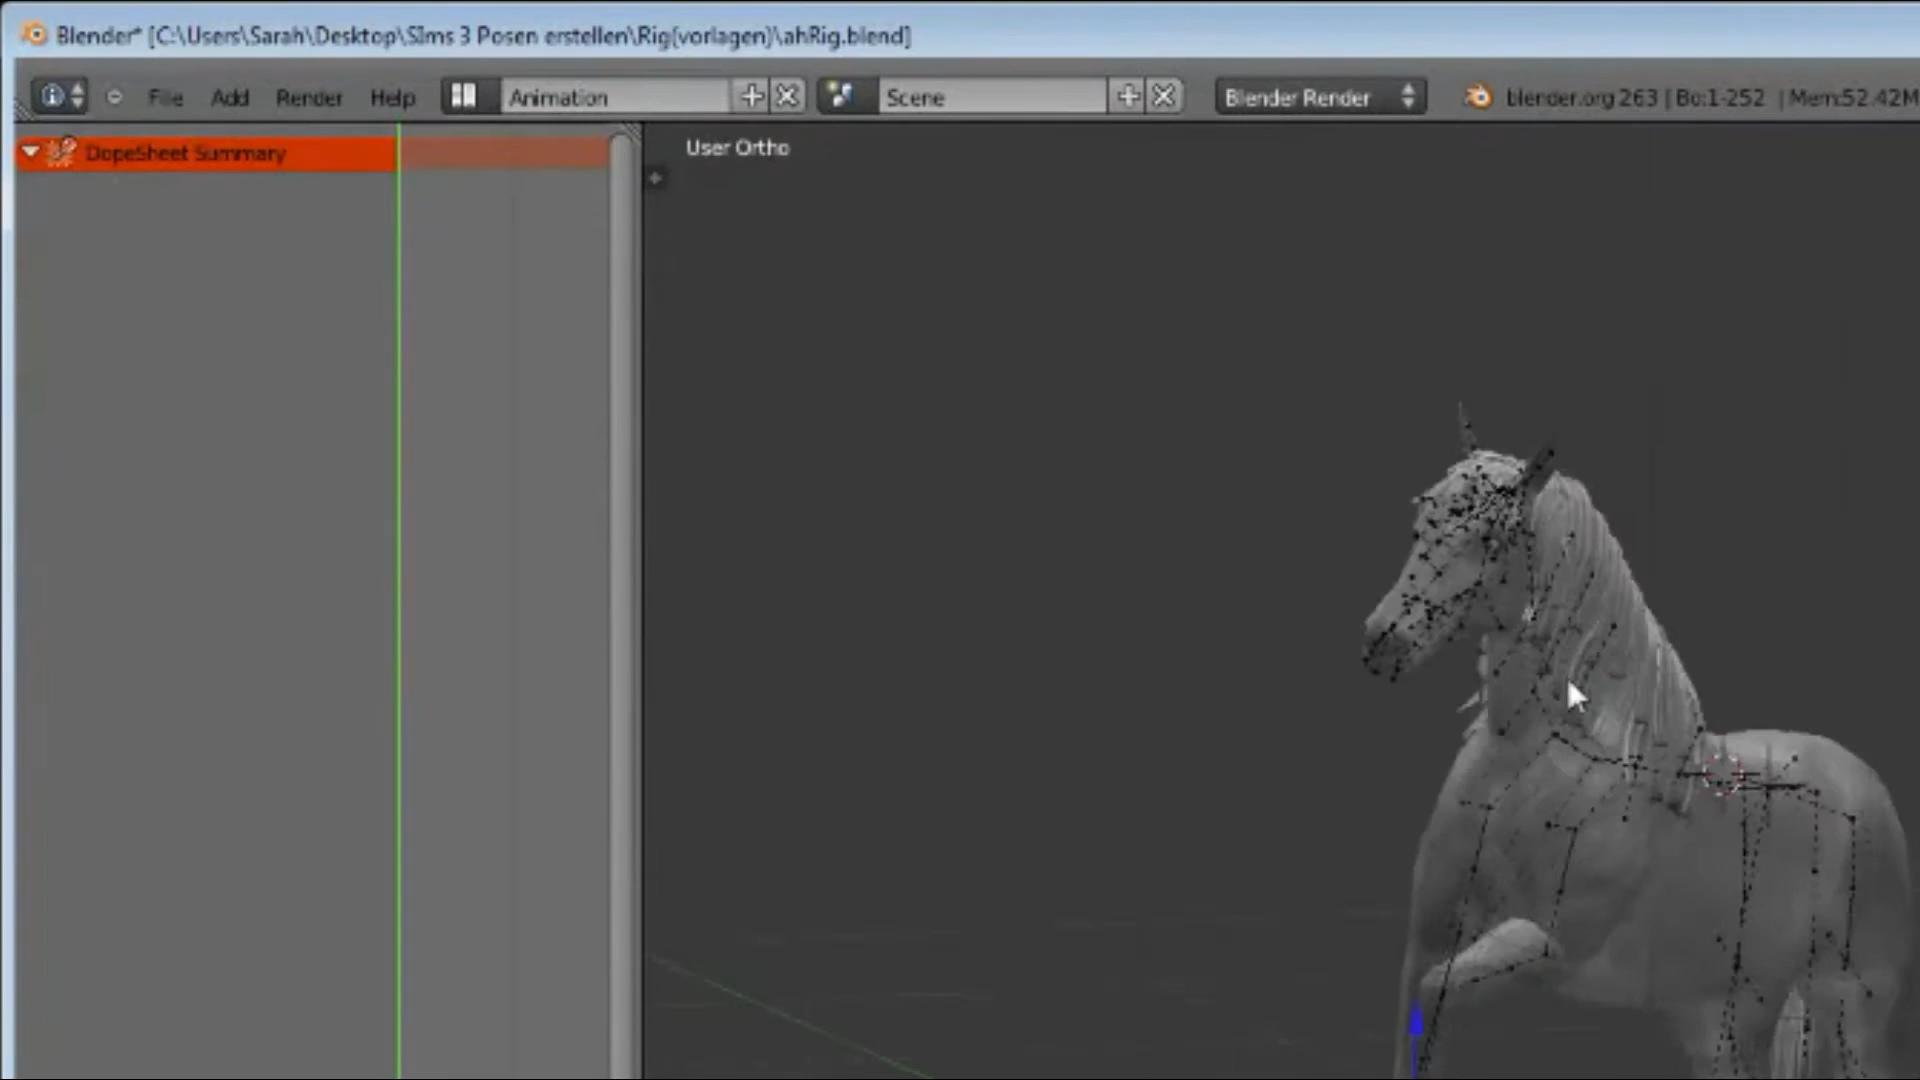 Blender* [C:\Users\Sarah\Desktop\SIms 3 Posen erstellen\Rig(vorlagen)\ahRig.blend]
File Add Render Help Animation Scene Blender Render blender.org 263 | Bo:1-252 | Mem:52.42M
DopeSheet Summary
User Ortho